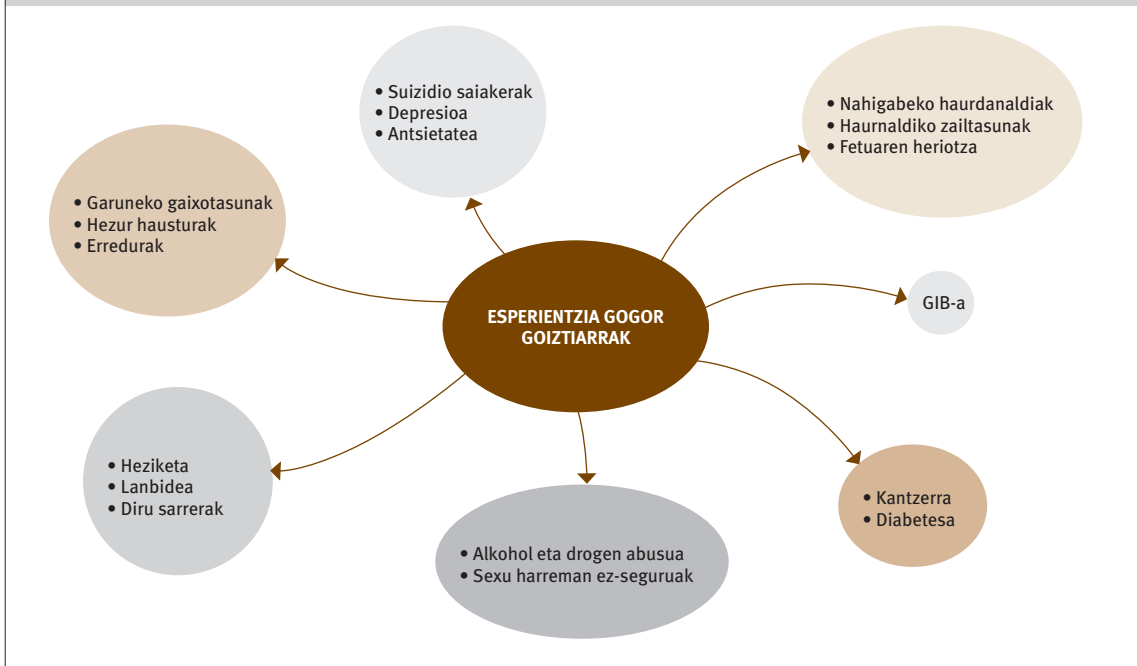 • Suizidio saiakerak
• Depresioa
• Antsietatea
• Nahigabeko haurdanaldiak
• Haurnaldiko zailtasunak
• Fetuaren heriotza
• Garuneko gaixotasunak
• Hezur hausturak
• Erredurak
ESPERIENTZIA GOGOR
GOIZTIARRAK
GIB-a
• Heziketa
• Lanbidea
• Diru sarrerak
• Alkohol eta drogen abusua
• Sexu harreman ez-seguruak
• Kantzerra
• Diabetesa